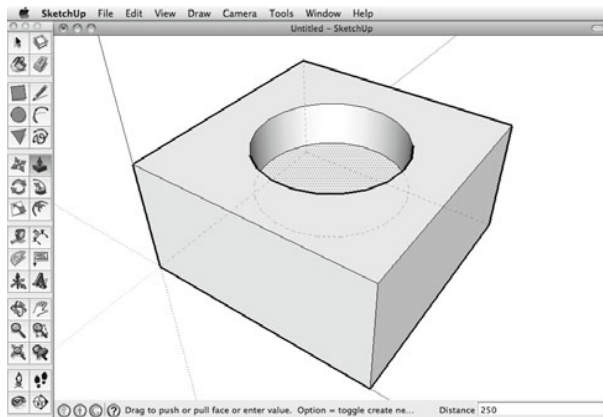 SketchUp File Edit View Draw Camera Tools Window Help
Untitled - SketchUp
Drag to push or pull face or enter value. Option = toggle create ne... Distance 250